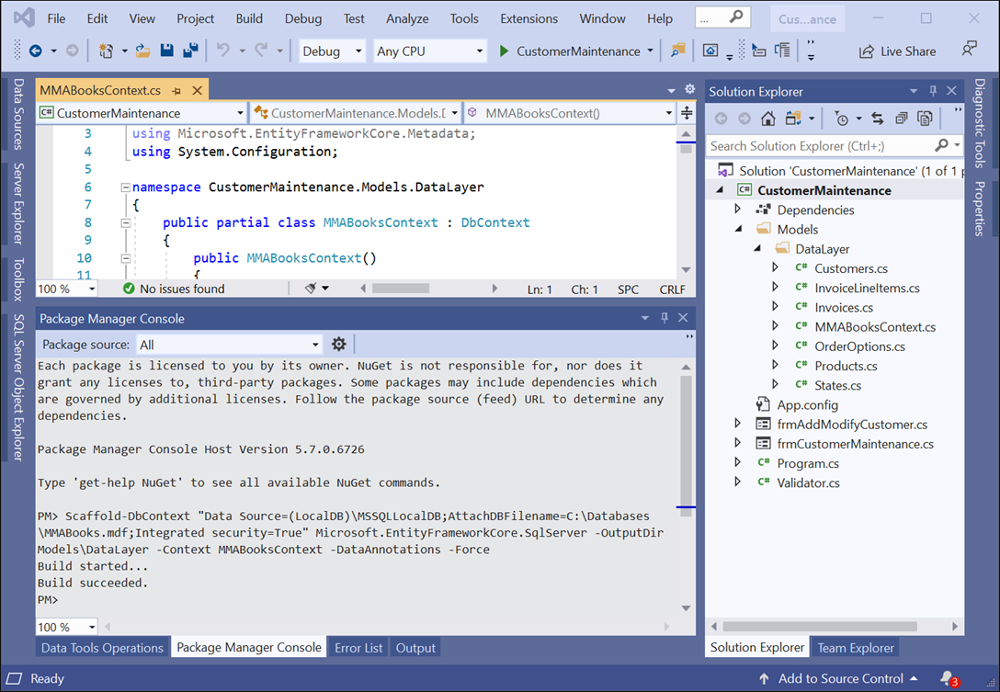 File Edit View Project Build Debug Test Analyze Tools Extensions Window Help ... Cus...ance
Debug Any CPU CustomerMaintenance Live Share
Data Sources
Server Explorer
Toolbox
SQL Server Object Explorer
MMABooksContext.cs
CustomerMaintenance CustomerMaintenance.Models.[ MMABooksContext()
3 using Microsoft.EntityFrameworkCore.Metadata;
4 using System.Configuration;
5
6 namespace CustomerMaintenance.Models.DataLayer
7 {
8 public partial class MMABooksContext : DbContext
9 {
10 public MMABooksContext()
11 {
100 % No issues found Ln: 1 Ch: 1 SPC CRLF
Package Manager Console
Package source: All
Each package is licensed to you by its owner. NuGet is not responsible for, nor does it
grant any licenses to, third-party packages. Some packages may include dependencies which
are governed by additional licenses. Follow the package source (feed) URL to determine any
dependencies.
Package Manager Console Host Version 5.7.0.6726
Type 'get-help NuGet' to see all available NuGet commands.
PM> Scaffold-DbContext "Data Source=(LocalDB)\MSSQLLocalDB;AttachDBFilename=C:\Databases
\MMABooks.mdf;Integrated security=True" Microsoft.EntityFrameworkCore.SqlServer -OutputDir
Models\DataLayer -Context MMABooksContext -DataAnnotations -Force
Build started...
Build succeeded.
PM>
100 %
Data Tools Operations Package Manager Console Error List Output
Solution Explorer
Search Solution Explorer (Ctrl+;)
Solution 'CustomerMaintenance' (1 of 1 p
C# CustomerMaintenance
Dependencies
Models
DataLayer
C# Customers.cs
C# InvoiceLineItems.cs
C# Invoices.cs
C# MMABooksContext.cs
C# OrderOptions.cs
C# Products.cs
C# States.cs
App.config
frmAddModifyCustomer.cs
frmCustomerMaintenance.cs
C# Program.cs
C# Validator.cs
Solution Explorer Team Explorer
Diagnostic Tools
Properties
Ready Add to Source Control 3